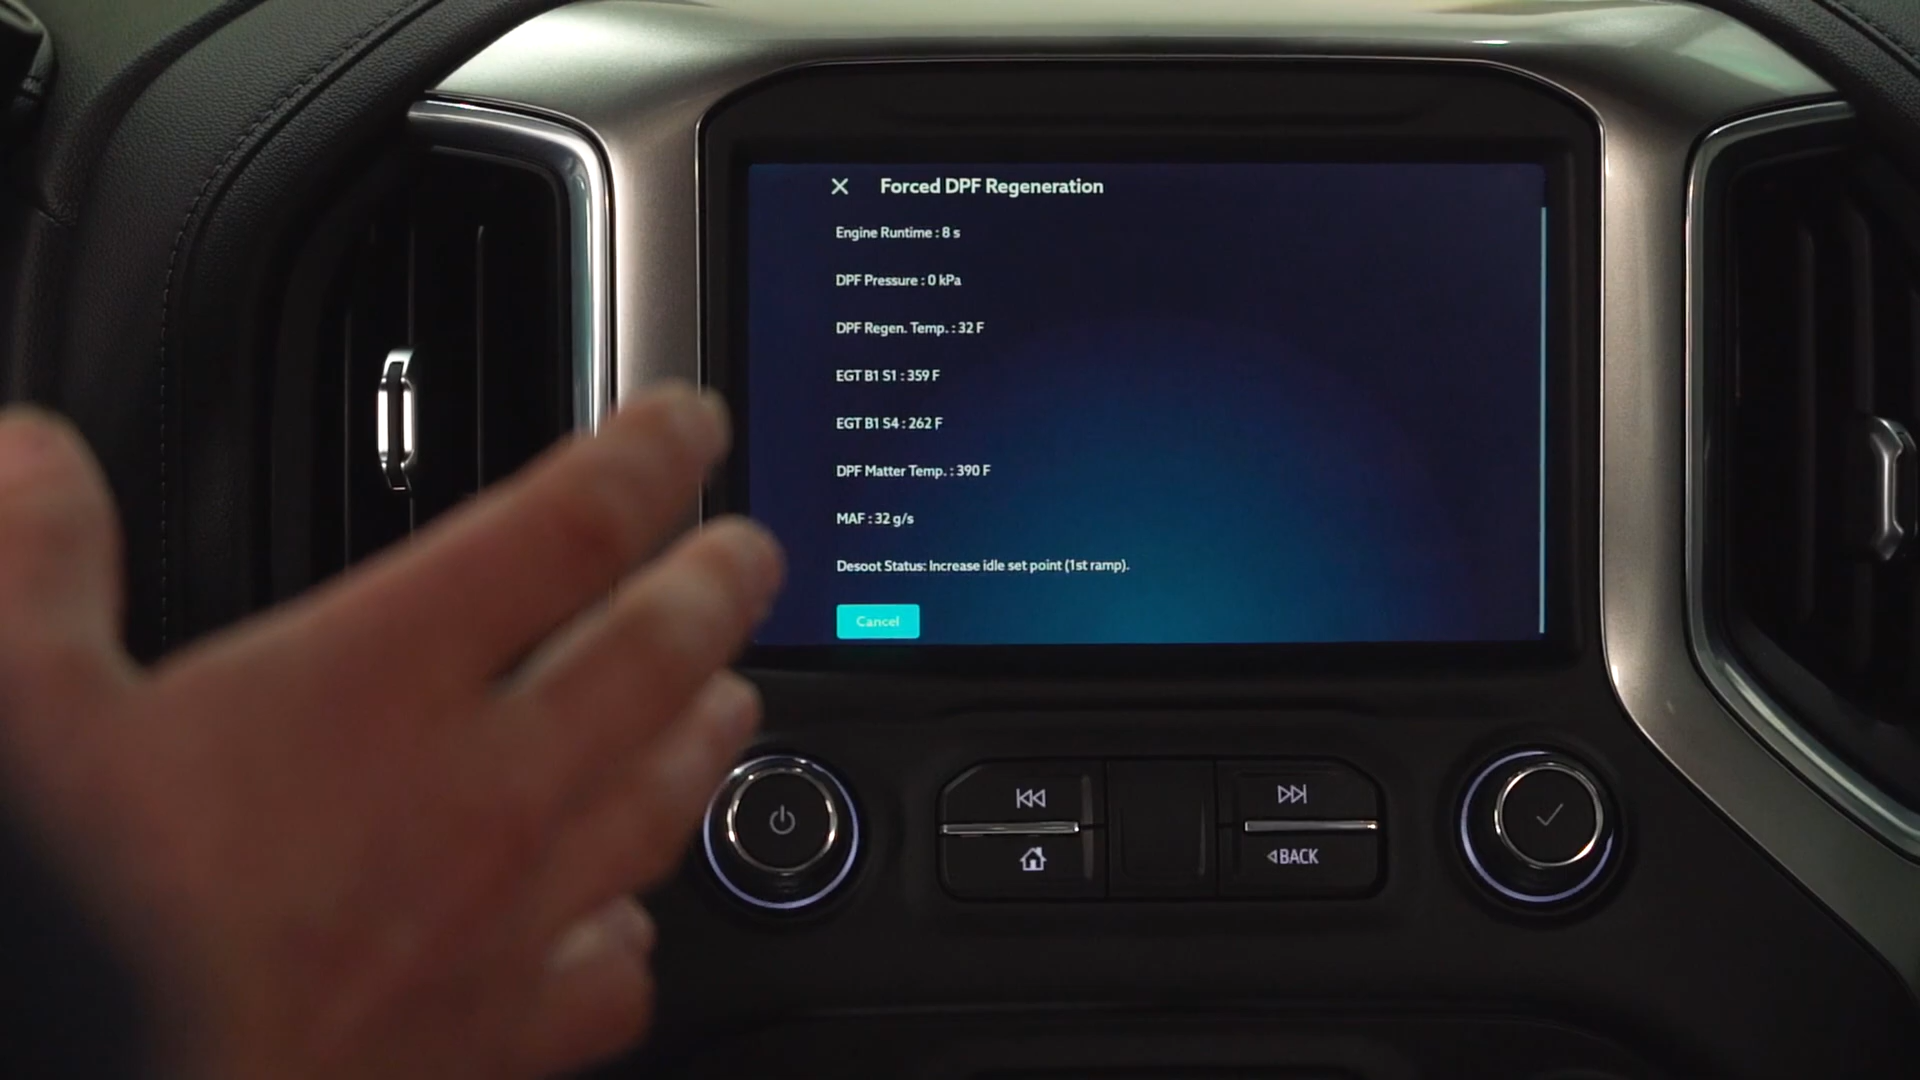 Forced DPF Regeneration
Engine Runtime : 8 s
DPF Pressure : 0 kPa
DPF Regen. Temp. : 32 F
EGT B1 S1 : 359 F
EGT B1 S4 : 262 F
DPF Matter Temp. : 390 F
MAF : 32 g/s
Desoot Status: Increase idle set point (1st ramp).
Cancel
BACK